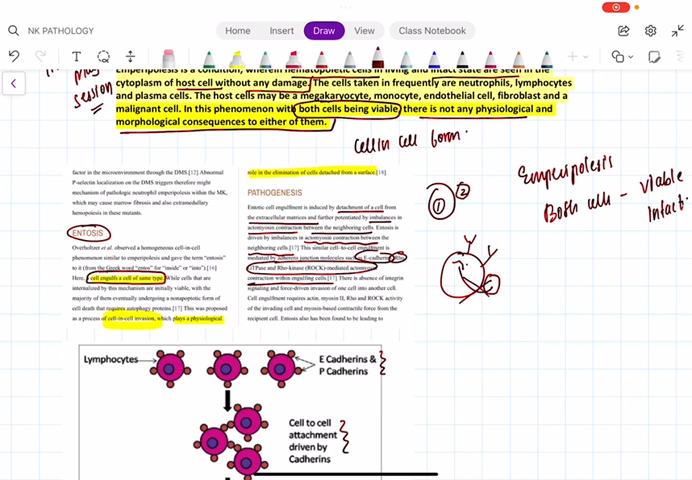 NK PATHOLOGY
Home Insert Draw View Class Notebook
session
Emperipolesis is a condition, wherein hematopoietic cells in living and intact state are seen in the
cytoplasm of host cell without any damage. The cells taken in frequently are neutrophils, lymphocytes
and plasma cells. The host cells may be a megakaryocyte, monocyte, endothelial cell, fibroblast and a
malignant cell. In this phenomenon with both cells being viable, there is not any physiological and
morphological consequences to either of them.
Cell in Cell form.
Emperipolesis
Both cells - viable
Intact.
1 2
factor in the microenvironment through the DMS.[12] Abnormal
P-selectin localization on the DMS triggers therefore might
mechanism of pathologic neutrophil emperipolesis within the MK,
which may cause marrow fibrosis and also extramedullary
hemopoiesis in these mutants.
ENTOSIS
Overholtzer et al. observed a homogeneous cell-in-cell
phenomenon similar to emperipolesis and gave the term "entosis"
to it (from the Greek word "entos" for "inside" or "into").[16]
Here, a cell engulfs a cell of same type. While cells that are
internalized by this mechanism are initially viable, with the
majority of them eventually undergoing a nonapoptotic form of
cell death that requires autophagy proteins.[17] This was proposed
as a process of cell-in-cell invasion, which plays a physiological
role in the elimination of cells detached from a surface.[18]
PATHOGENESIS
Entotic cell engulfment is induced by detachment of a cell from
the extracellular matrices and further potentiated by imbalances in
actomyosin contraction between the neighboring cells. Entosis is
driven by imbalances in actomyosin contraction between the
neighboring cells.[17] This similar cell-to-cell engulfment is
mediated by adherens junction molecules such as E-cadherin, Rho
GTPase and Rho-kinase (ROCK)-mediated actomyosin
contraction within engulfing cells.[17] There is absence of integrin
signaling and force-driven invasion of one cell into another cell.
Cell engulfment requires actin, myosin II, Rho and ROCK activity
of the invading cell and myosin-based contractile force from the
recipient cell. Entosis also has been found to be leading to
Lymphocytes
E Cadherins &
P Cadherins
Cell to cell
attachment
driven by
Cadherins